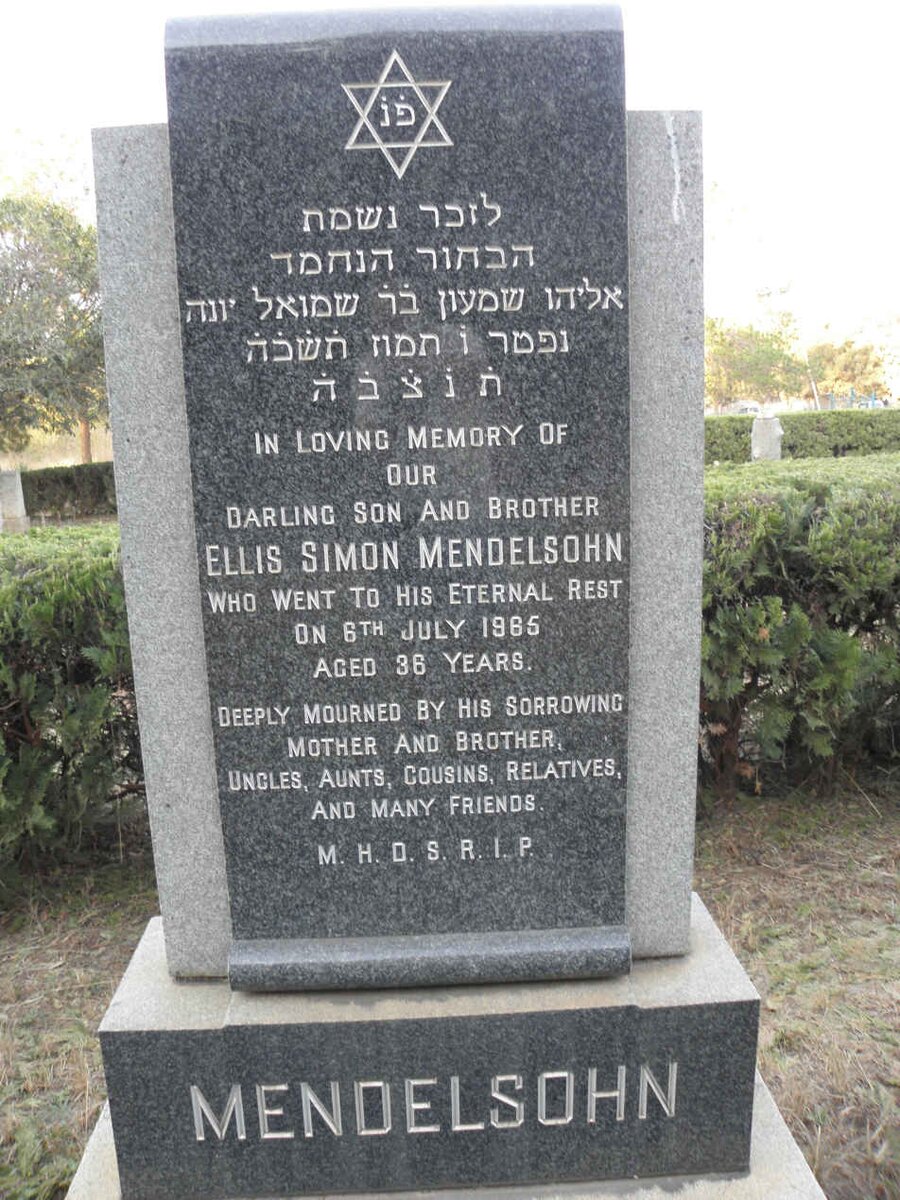 פ׳נ׳
לזכר נשמת
הבחור הנחמד
אליהו שמעון בר׳ שמואל יונה
נפטר ו׳ תמוז ת׳ש׳כ׳ה׳
ת׳ נ׳ צ׳ ב׳ ה׳
IN LOVING MEMORY OF
OUR
DARLING SON AND BROTHER
ELLIS SIMON MENDELSOHN
WHO WENT TO HIS ETERNAL REST
ON 6TH JULY 1965
AGED 36 YEARS.
DEEPLY MOURNED BY HIS SORROWING
MOTHER AND BROTHER,
UNCLES, AUNTS, COUSINS, RELATIVES,
AND MANY FRIENDS.
M. H. D. S. R. I. P.
MENDELSOHN